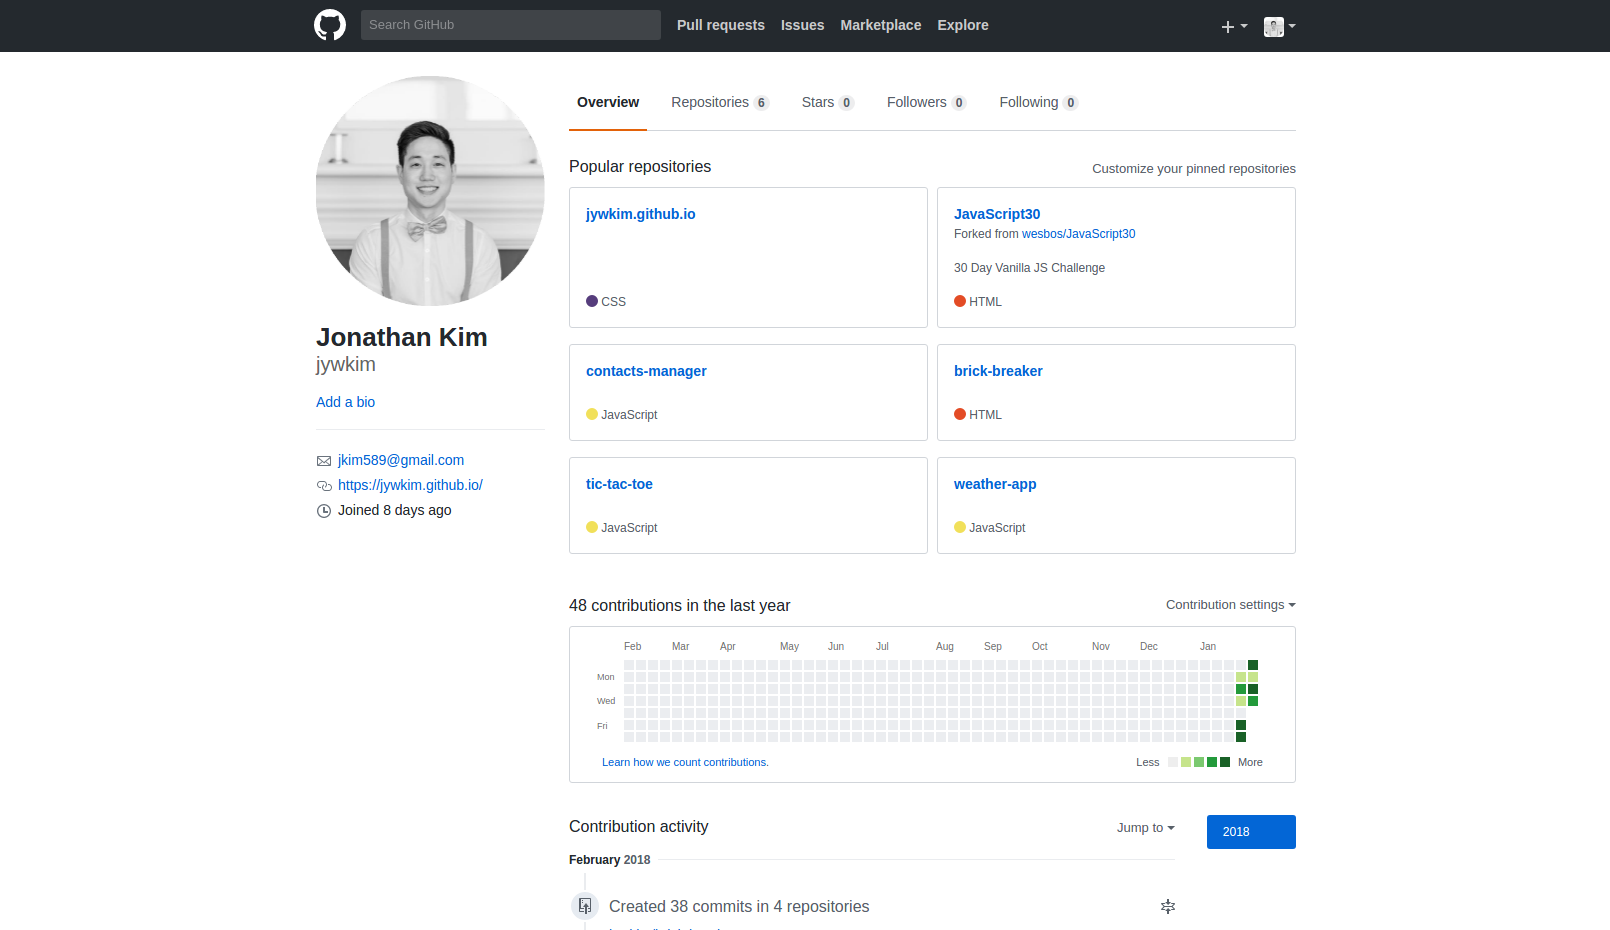 Search GitHub Pull requests Issues Marketplace Explore
Overview Repositories 6 Stars 0 Followers 0 Following 0
Popular repositories Customize your pinned repositories
jywkim.github.io
CSS
JavaScript30
Forked from wesbos/JavaScript30
30 Day Vanilla JS Challenge
HTML
Jonathan Kim
jywkim
Add a bio
jkim589@gmail.com
https://jywkim.github.io/
Joined 8 days ago
contacts-manager
JavaScript
brick-breaker
HTML
tic-tac-toe
JavaScript
weather-app
JavaScript
48 contributions in the last year Contribution settings
Feb Mar Apr May Jun Jul Aug Sep Oct Nov Dec Jan
Mon
Wed
Fri
Learn how we count contributions. Less More
Contribution activity Jump to 2018
February 2018
Created 38 commits in 4 repositories